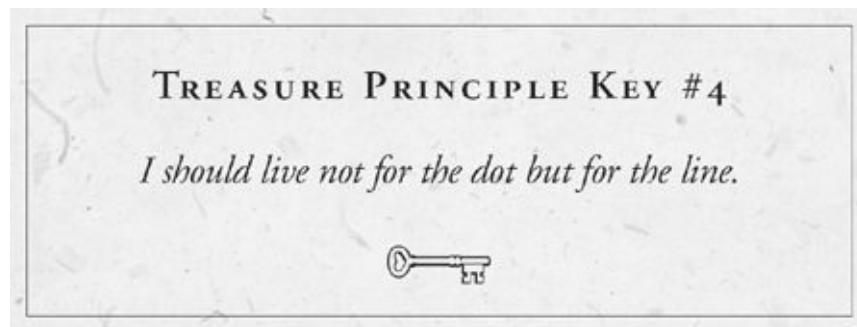 Treasure Principle Key #4
I should live not for the dot but for the line.